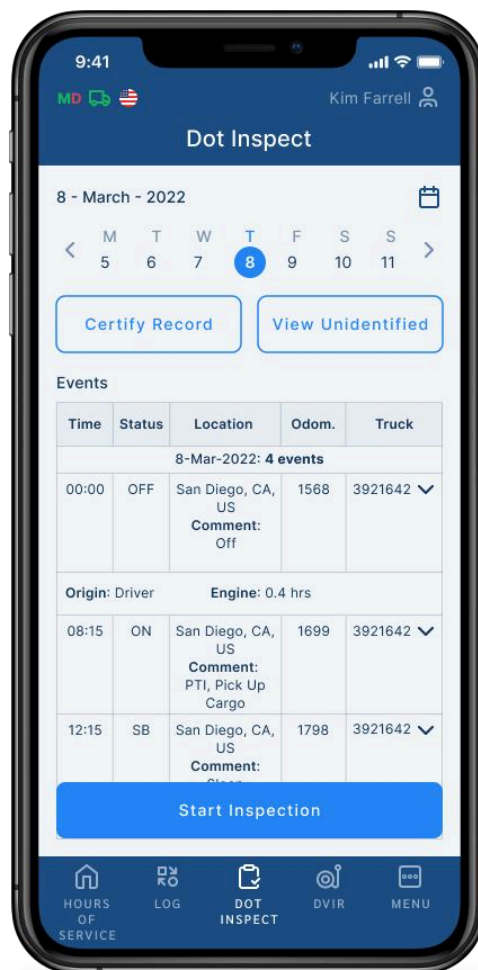 9:41
MD
Kim Farrell
Dot Inspect
8 - March - 2022
M T W T F S S
5 6 7 8 9 10 11
Certify Record
View Unidentified
Events
Time Status Location Odom. Truck
8-Mar-2022: 4 events
00:00 OFF San Diego, CA, 1568 3921642
US
Comment:
Off
Origin: Driver Engine: 0.4 hrs
08:15 ON San Diego, CA, 1699 3921642
US
Comment:
PTI, Pick Up
Cargo
12:15 SB San Diego, CA, 1798 3921642
US
Comment:
Start Inspection
HOURS
OF
SERVICE
LOG
DOT
INSPECT
DVIR
MENU